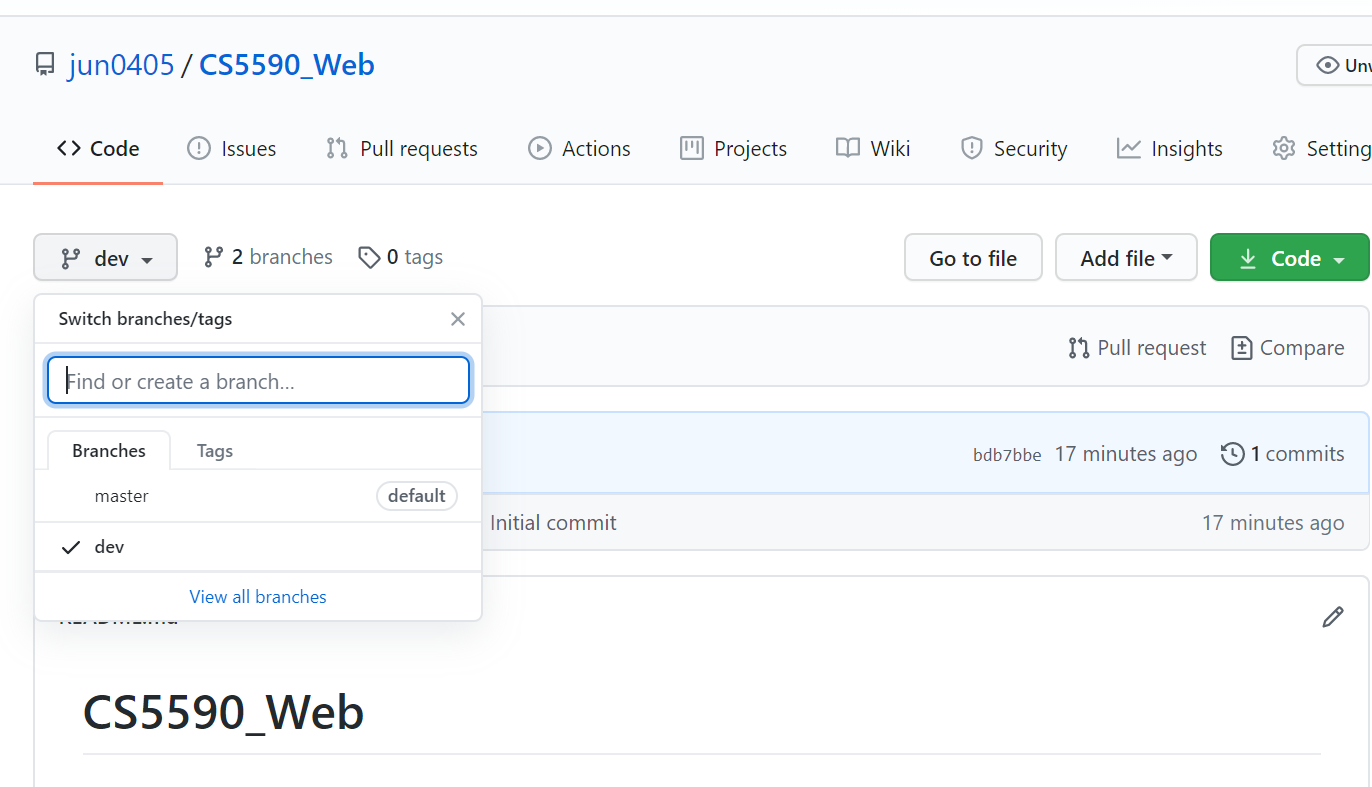 jun0405 / CS5590_Web
Unw
Code Issues Pull requests Actions Projects Wiki Security Insights Setting
dev 2 branches 0 tags Go to file Add file Code
Switch branches/tags
Pull request Compare
Find or create a branch...
Branches Tags
bdb7bbe 17 minutes ago 1 commits
master default
Initial commit 17 minutes ago
dev
View all branches
CS5590_Web